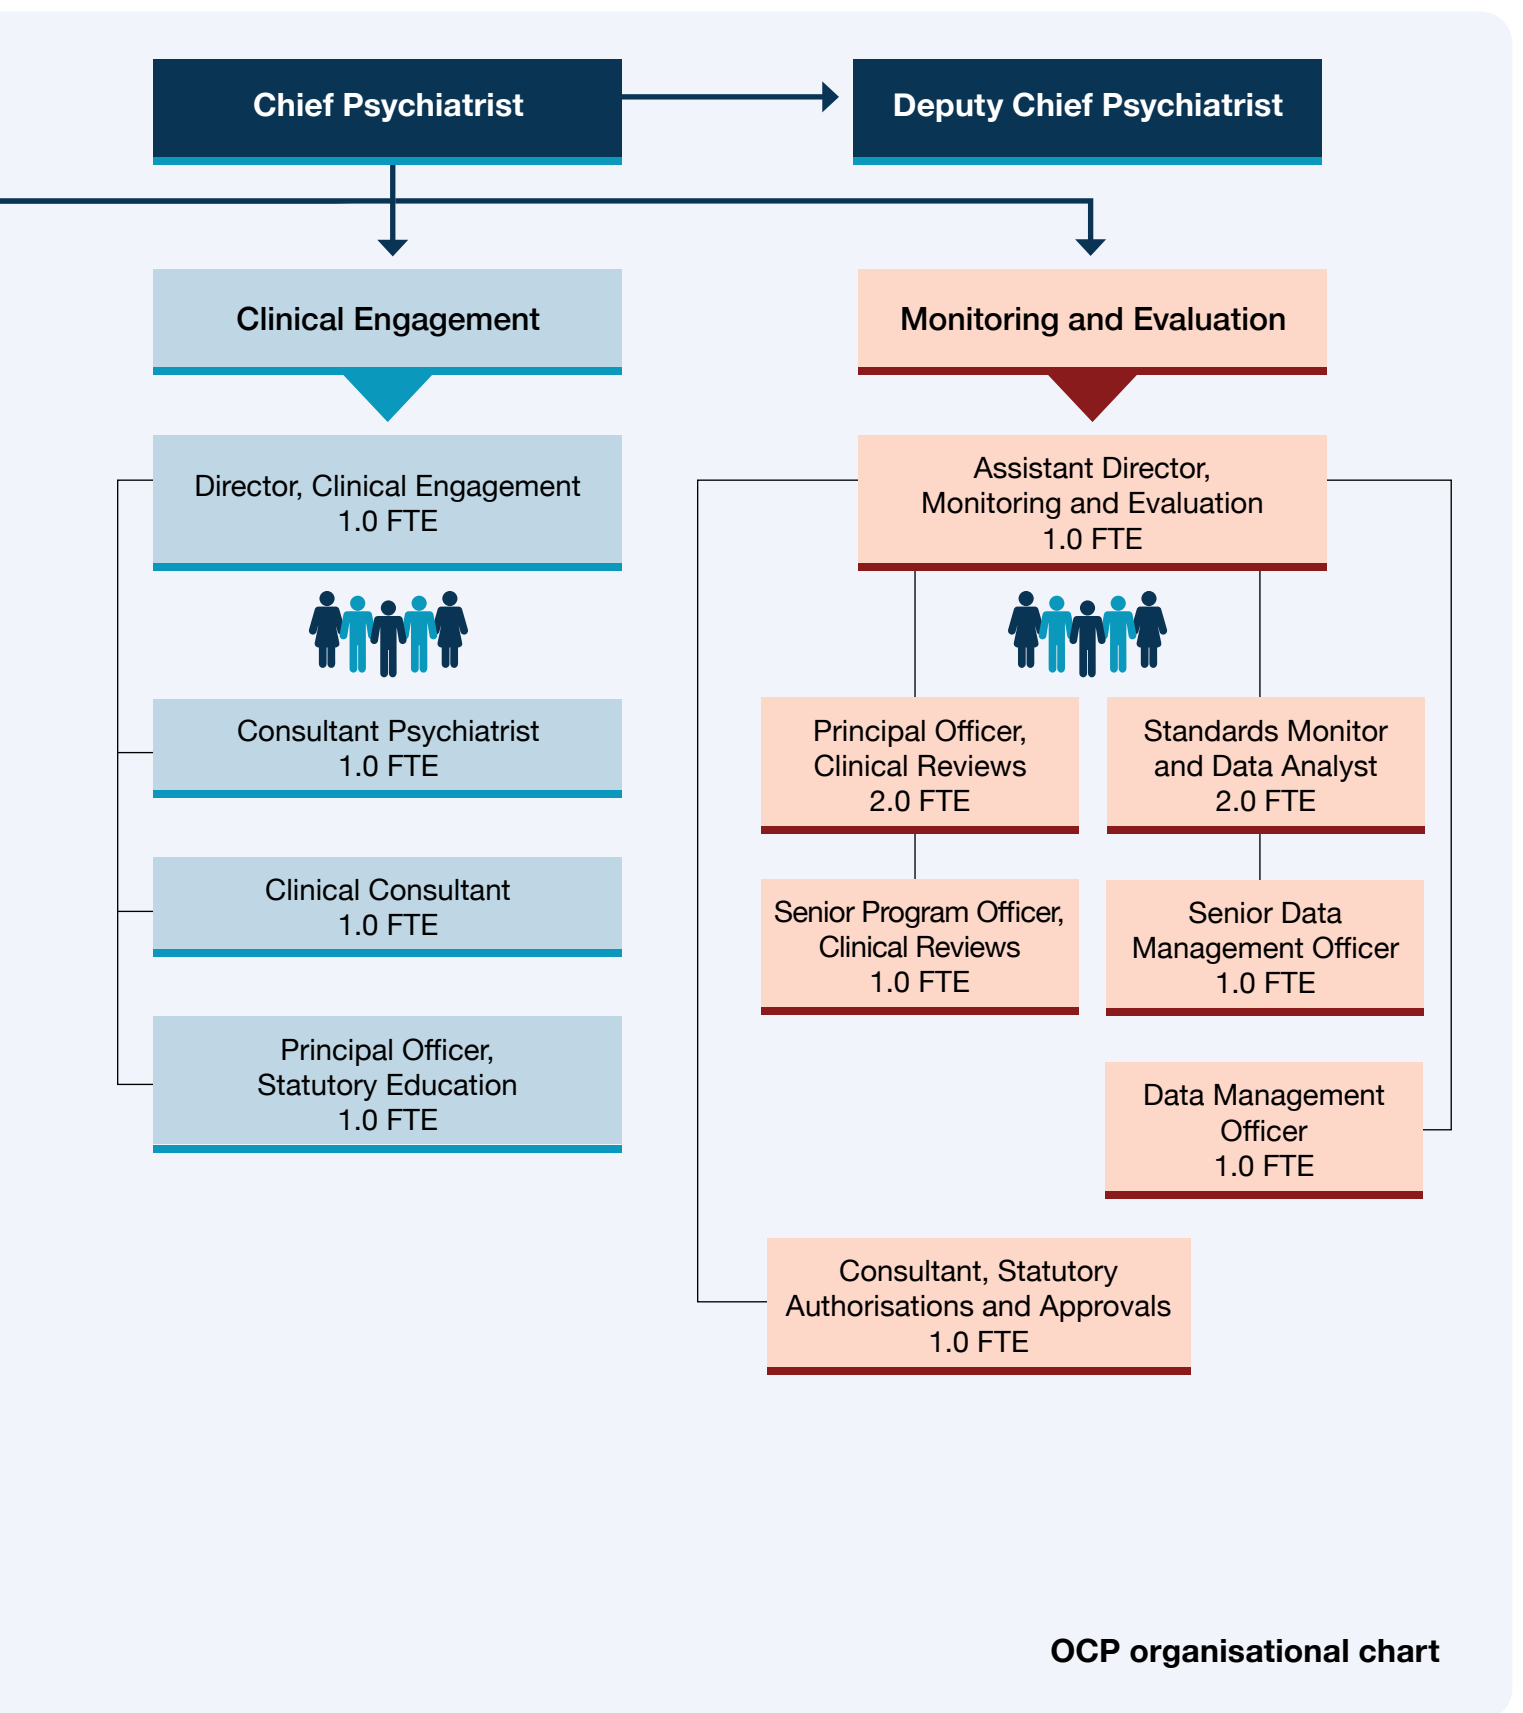 Chief Psychiatrist
Deputy Chief Psychiatrist
Clinical Engagement
Director, Clinical Engagement
1.0 FTE
Consultant Psychiatrist
1.0 FTE
Clinical Consultant
1.0 FTE
Principal Officer,
Statutory Education
1.0 FTE
Monitoring and Evaluation
Assistant Director,
Monitoring and Evaluation
1.0 FTE
Principal Officer,
Clinical Reviews
2.0 FTE
Senior Program Officer,
Clinical Reviews
1.0 FTE
Standards Monitor
and Data Analyst
2.0 FTE
Senior Data
Management Officer
1.0 FTE
Data Management
Officer
1.0 FTE
Consultant, Statutory
Authorisations and Approvals
1.0 FTE
OCP organisational chart